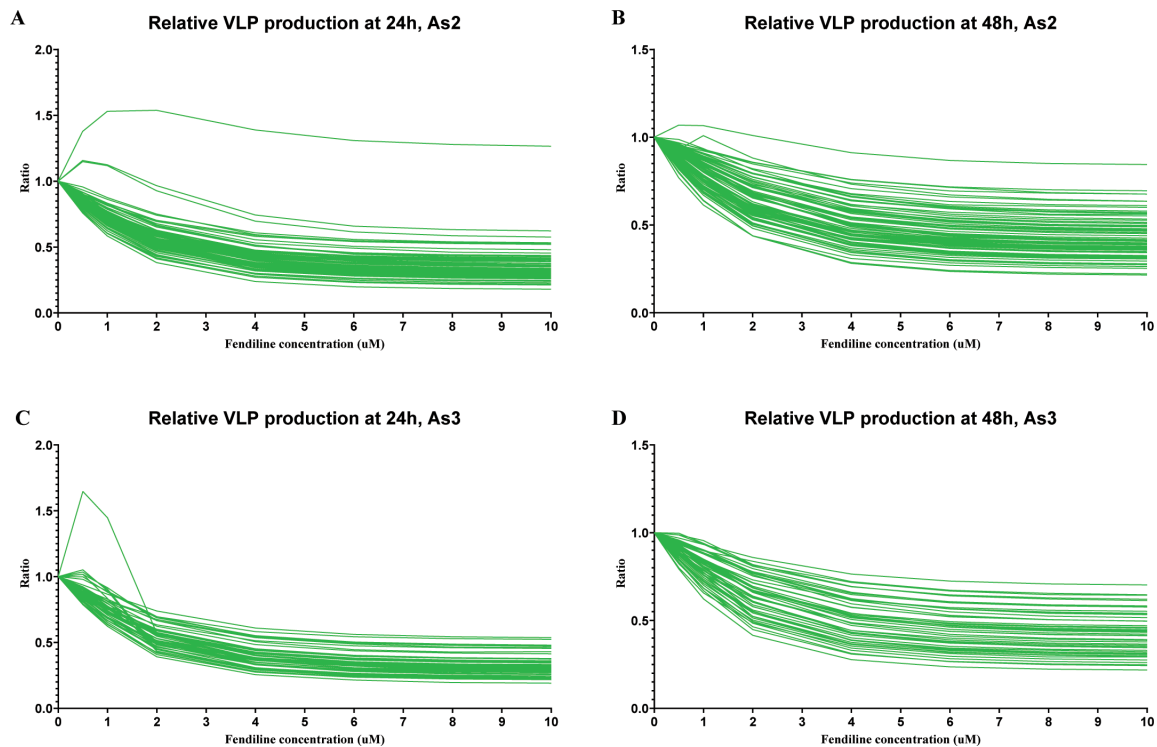 A
Relative VLP production at 24h, As2
2.0
1.5
1.0
0.5
0.0
Ratio
0 1 2 3 4 5 6 7 8 9 10
Fendiline concentration (uM)
B
Relative VLP production at 48h, As2
1.5
1.0
0.5
0.0
Ratio
0 1 2 3 4 5 6 7 8 9 10
Fendiline concentration (uM)
C
Relative VLP production at 24h, As3
2.0
1.5
1.0
0.5
0.0
Ratio
0 1 2 3 4 5 6 7 8 9 10
Fendiline concentration (uM)
D
Relative VLP production at 48h, As3
1.5
1.0
0.5
0.0
Ratio
0 1 2 3 4 5 6 7 8 9 10
Fendiline concentration (uM)